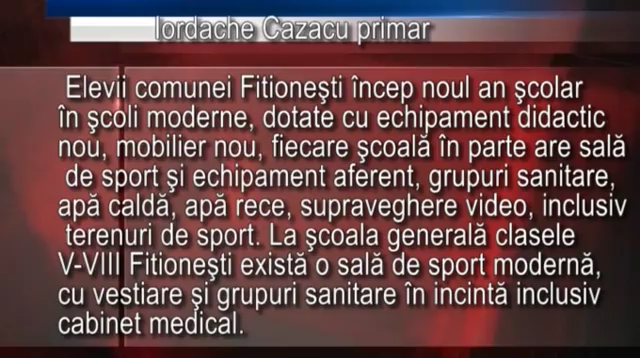 Iordache Cazacu primar
Elevii comunei Fitioneşti încep noul an şcolar
în şcoli moderne, dotate cu echipament didactic
nou, mobilier nou, fiecare şcoală în parte are sală
de sport şi echipament aferent, grupuri sanitare,
apă caldă, apă rece, supraveghere video, inclusiv
terenuri de sport. La şcoala generală clasele
V-VIII Fitioneşti există o sală de sport modernă,
cu vestiare şi grupuri sanitare în incintă inclusiv
cabinet medical.